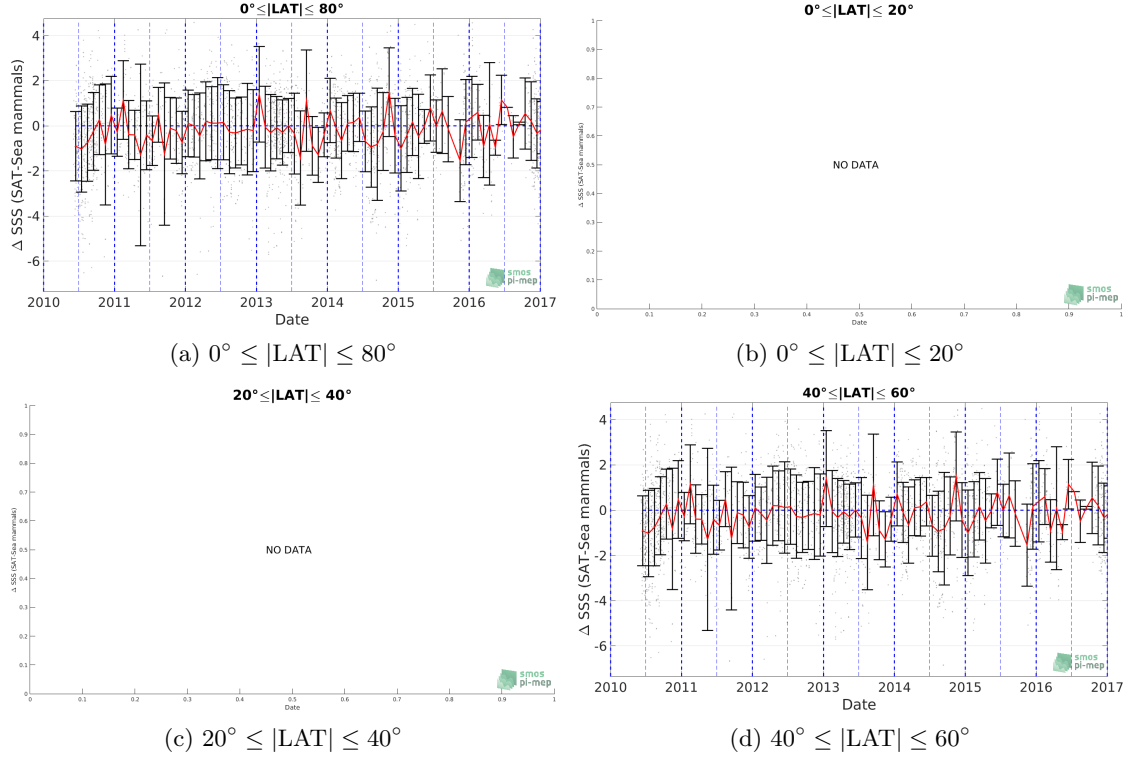 0°≤|LAT|≤ 80°
Δ SSS (SAT-Sea mammals)
4
2
0
-2
-4
-6
2010 2011 2012 2013 2014 2015 2016 2017
Date
smos
pi-mep
(a) 0° ≤ |LAT| ≤ 80°
0°≤|LAT|≤ 20°
Δ SSS (SAT-Sea mammals)
1
0.9
0.8
0.7
0.6
0.5
0.4
0.3
0.2
0.1
0
NO DATA
0 0.1 0.2 0.3 0.4 0.5 0.6 0.7 0.8 0.9 1
Date
smos
pi-mep
(b) 0° ≤ |LAT| ≤ 20°
20°≤|LAT|≤ 40°
Δ SSS (SAT-Sea mammals)
1
0.9
0.8
0.7
0.6
0.5
0.4
0.3
0.2
0.1
0
NO DATA
0 0.1 0.2 0.3 0.4 0.5 0.6 0.7 0.8 0.9 1
Date
smos
pi-mep
(c) 20° ≤ |LAT| ≤ 40°
40°≤|LAT|≤ 60°
Δ SSS (SAT-Sea mammals)
4
2
0
-2
-4
-6
2010 2011 2012 2013 2014 2015 2016 2017
Date
smos
pi-mep
(d) 40° ≤ |LAT| ≤ 60°